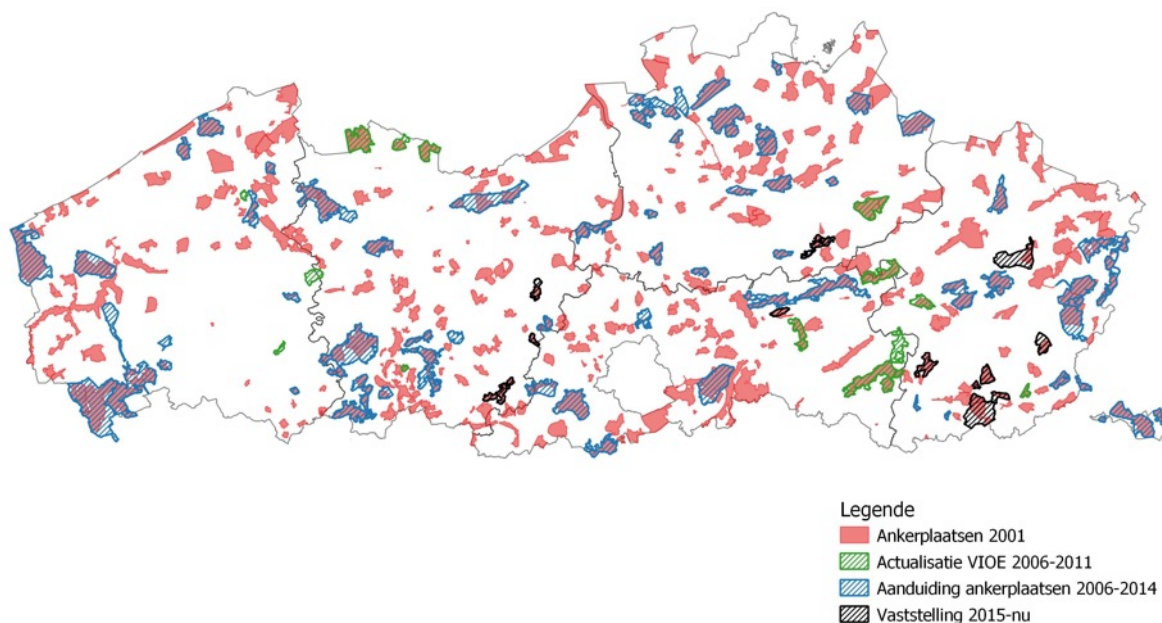 Legende
Ankerplaatsen 2001
Actualisatie VIOE 2006-2011
Aanduiding ankerplaatsen 2006-2014
Vaststelling 2015-nu